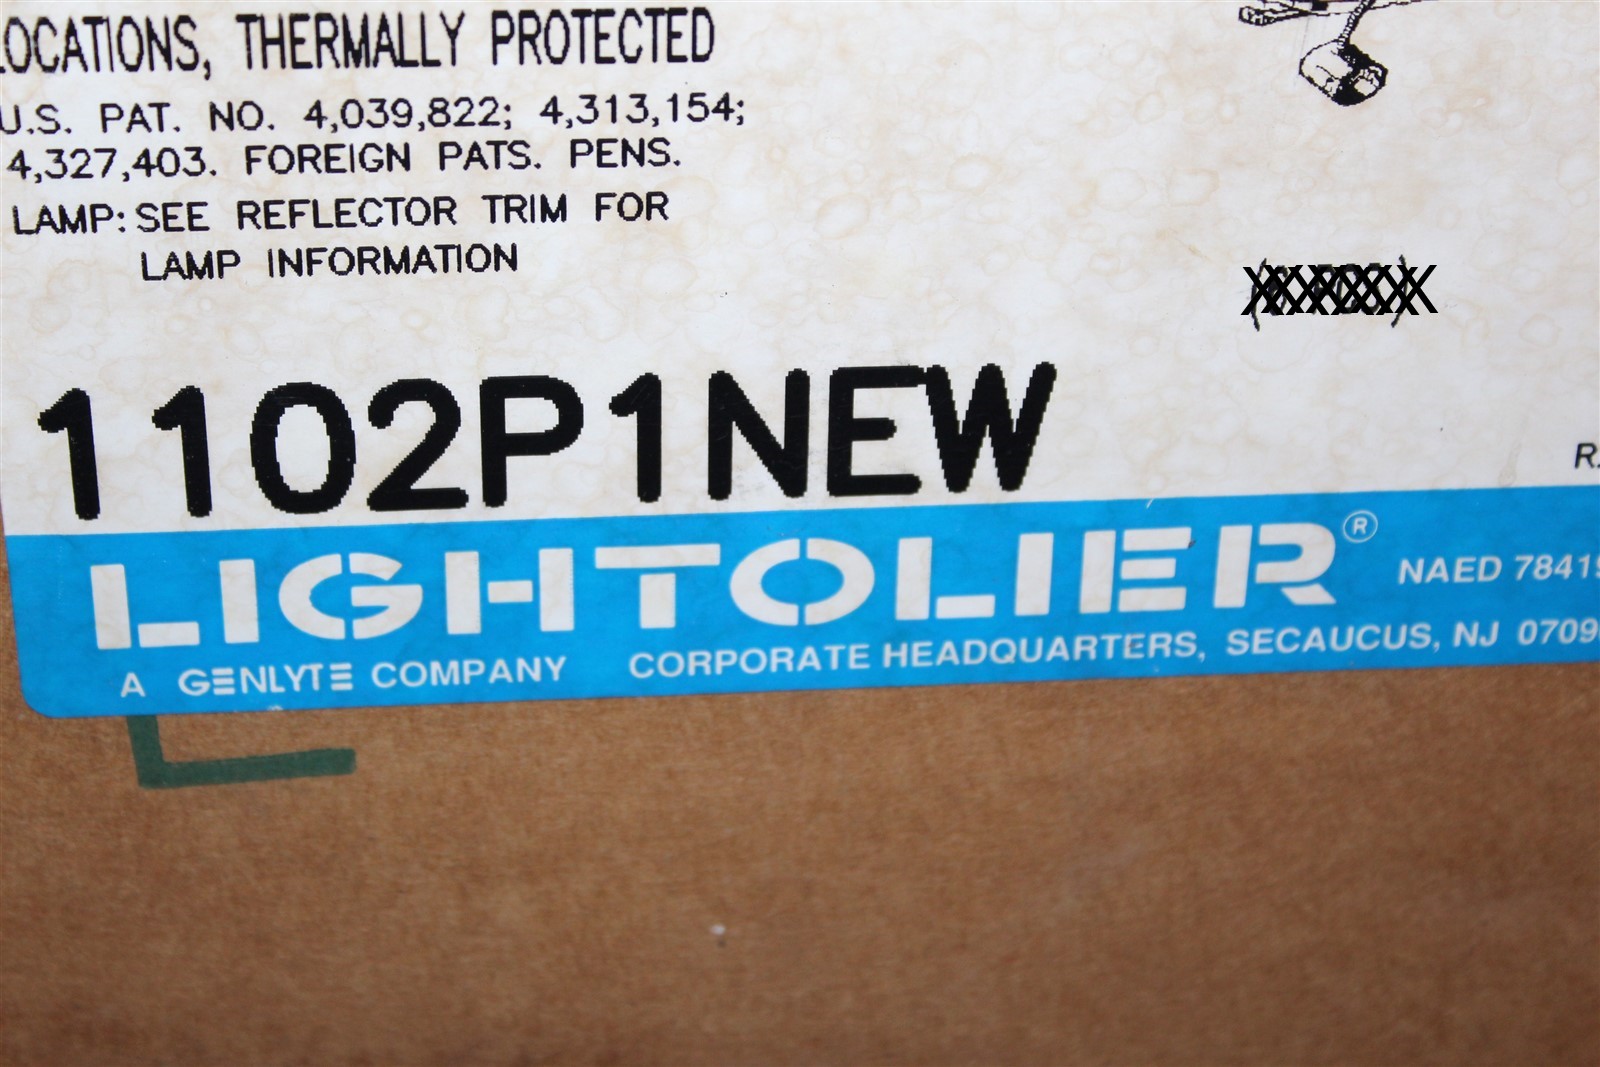 LOCATIONS, THERMALLY PROTECTED
U.S. PAT. NO. 4,039,822; 4,313,154;
4,327,403. FOREIGN PATS. PENS.
LAMP: SEE REFLECTOR TRIM FOR
LAMP INFORMATION
1102P1NEW
R.
LIGHTOLIER®
NAED 78419
A GENLYTE COMPANY CORPORATE HEADQUARTERS, SECAUCUS, NJ 0709